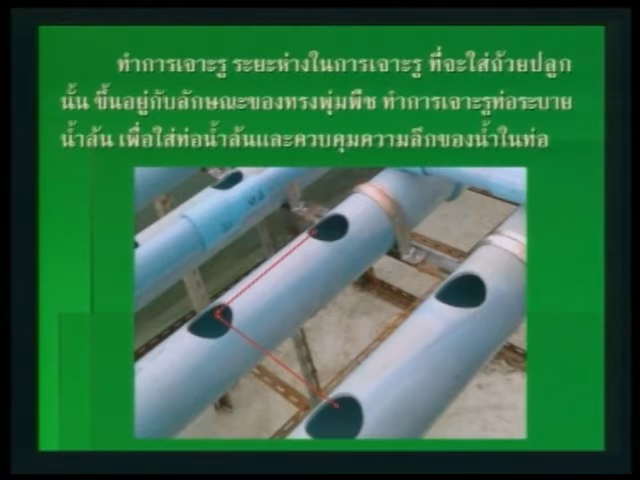 ทำการเจาะรู ระยะห่างในการเจาะรู ที่จะใส่ถ้วยปลูก
นั้น ขึ้นอยู่กับลักษณะของทรงพุ่มพืช ทำการเจาะรูท่อระบาย
น้ำล้น เพื่อใส่ท่อน้ำล้นและควบคุมความลึกของน้ำในท่อ